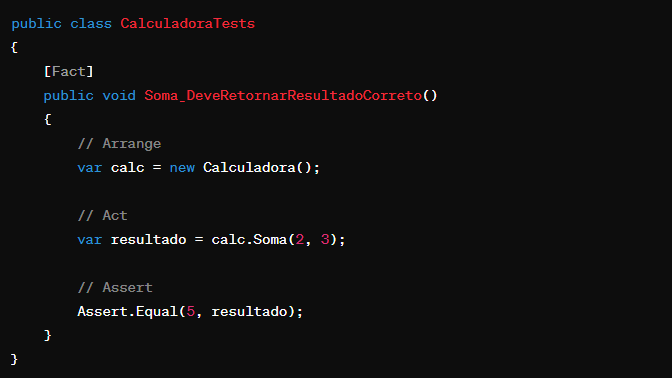 public class CalculadoraTests
{
    [Fact]
    public void Soma_DeveRetornarResultadoCorreto()
    {
        // Arrange
        var calc = new Calculadora();

        // Act
        var resultado = calc.Soma(2, 3);

        // Assert
        Assert.Equal(5, resultado);
    }
}